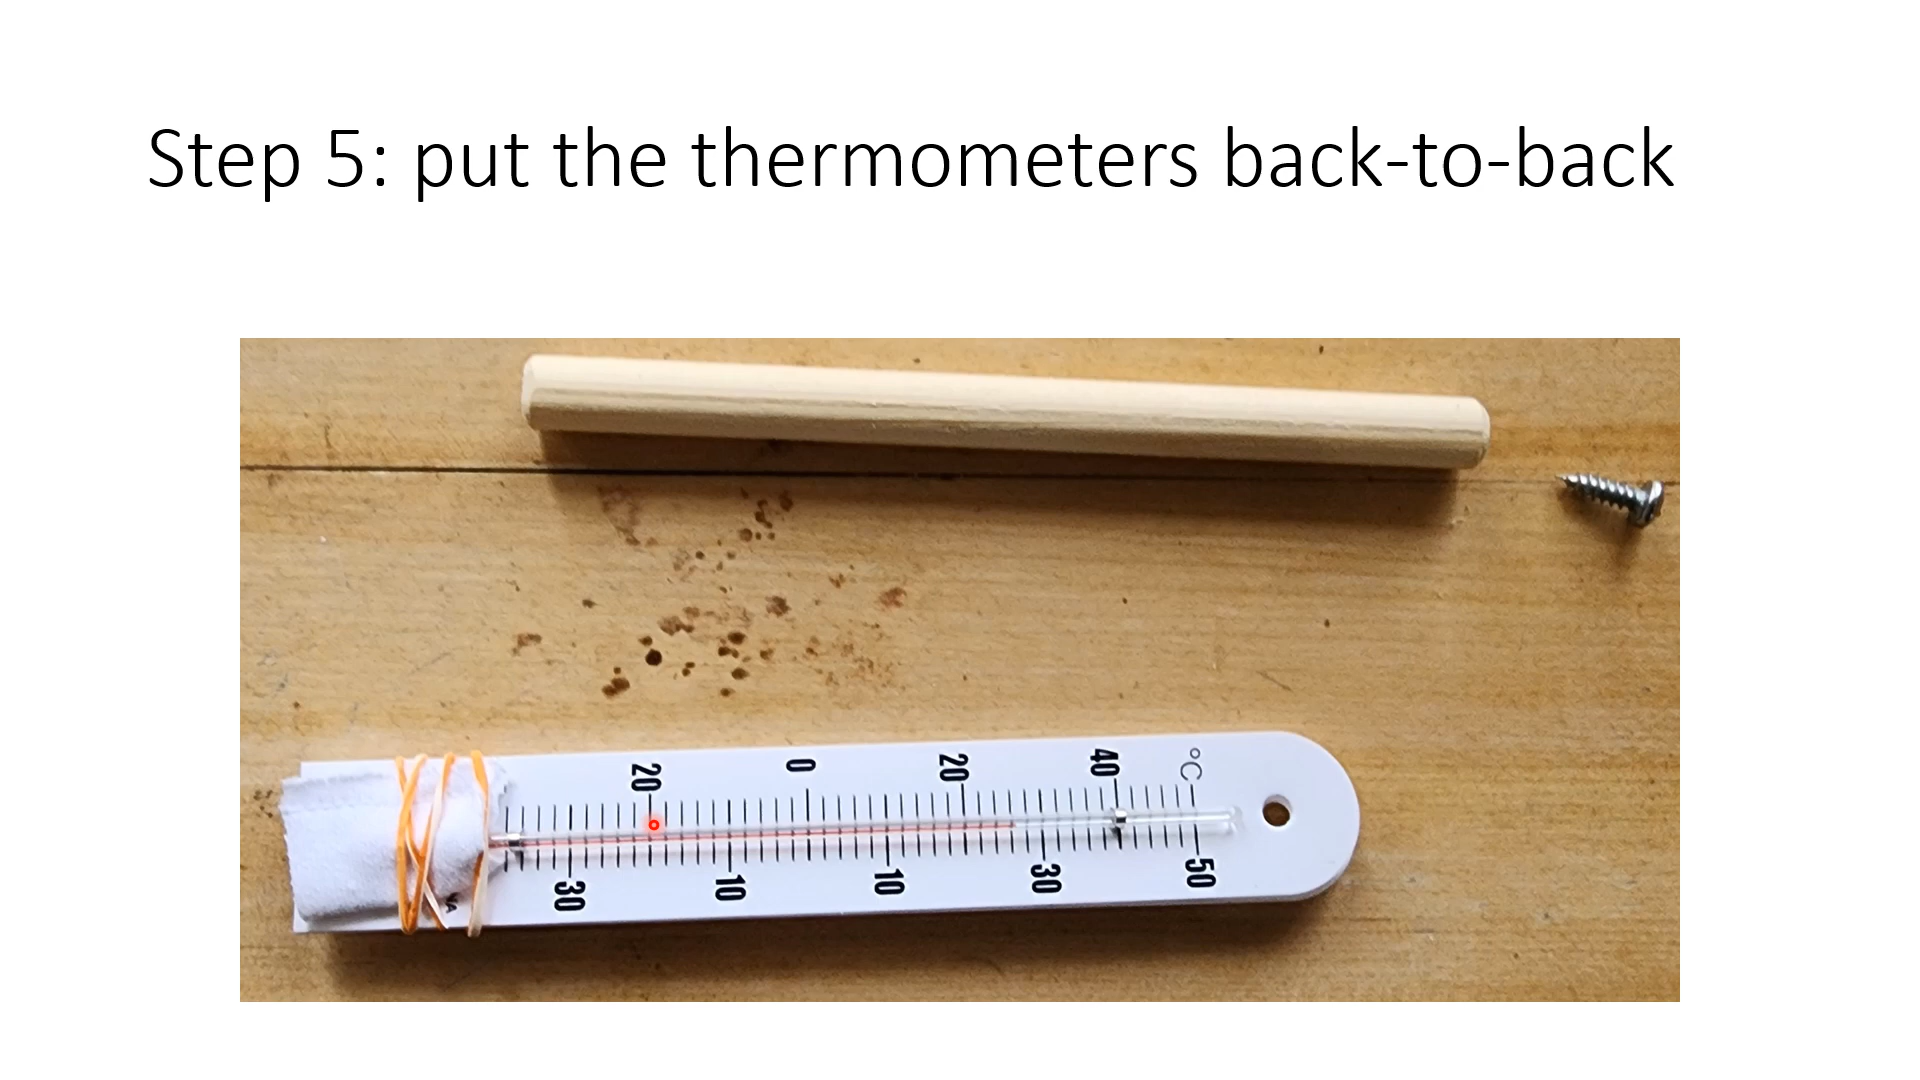 Step 5: put the thermometers back-to-back
°C
20 0 20 40
30 10 10 30 50